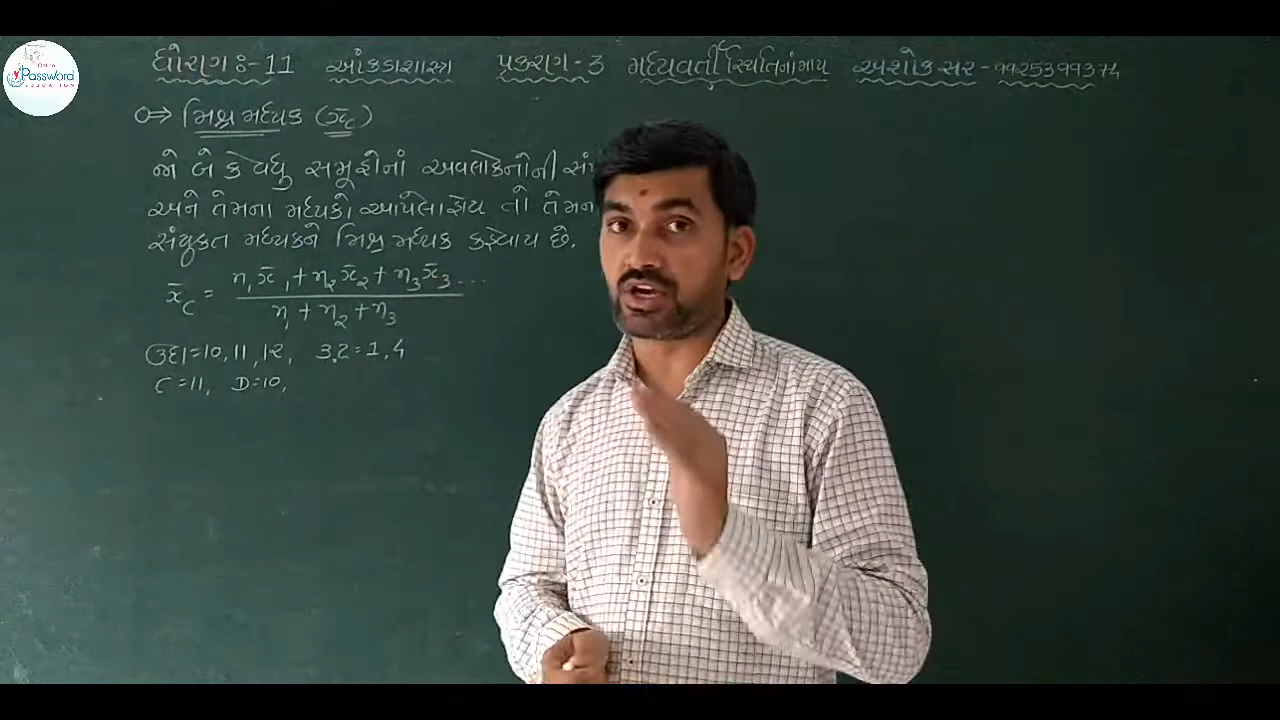 Password
EDUCATION
ધોરણ :- 11 આંકડાશાસ્ત્ર પ્રકરણ - 3 મધ્યવર્તી સ્થિતિનાં માપ અશોક સર - ૯૯૨૫૩૧૧૩૭૪
⇒ મિશ્ર મધ્યક (x̄c)
જો બે કે વધુ સમૂહોનાં અવલોકનોની
અને તેમના મધ્યકો આપેલા હોય તો
સંયુક્ત મધ્યકને મિશ્ર મધ્યક કહેવાય છે.
x̄c = n₁x̄₁ + n₂x̄₂ + n₃x̄₃ ...
n₁ + n₂ + n₃
ઉદા = 10, 11, 12, 3.2 = 1, 4
C = 11, D = 10,